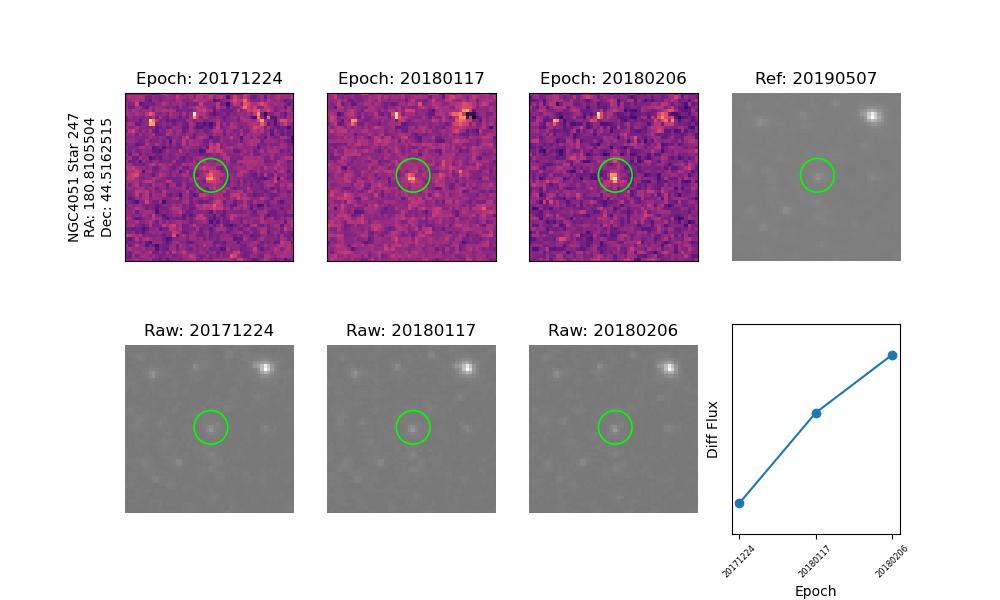 NGC4051 Star 247
RA: 180.8105504
Dec: 44.5162515
Epoch: 20171224
Epoch: 20180117
Epoch: 20180206
Ref: 20190507
Raw: 20171224
Raw: 20180117
Raw: 20180206
Diff Flux
20171224
20180117
20180206
Epoch